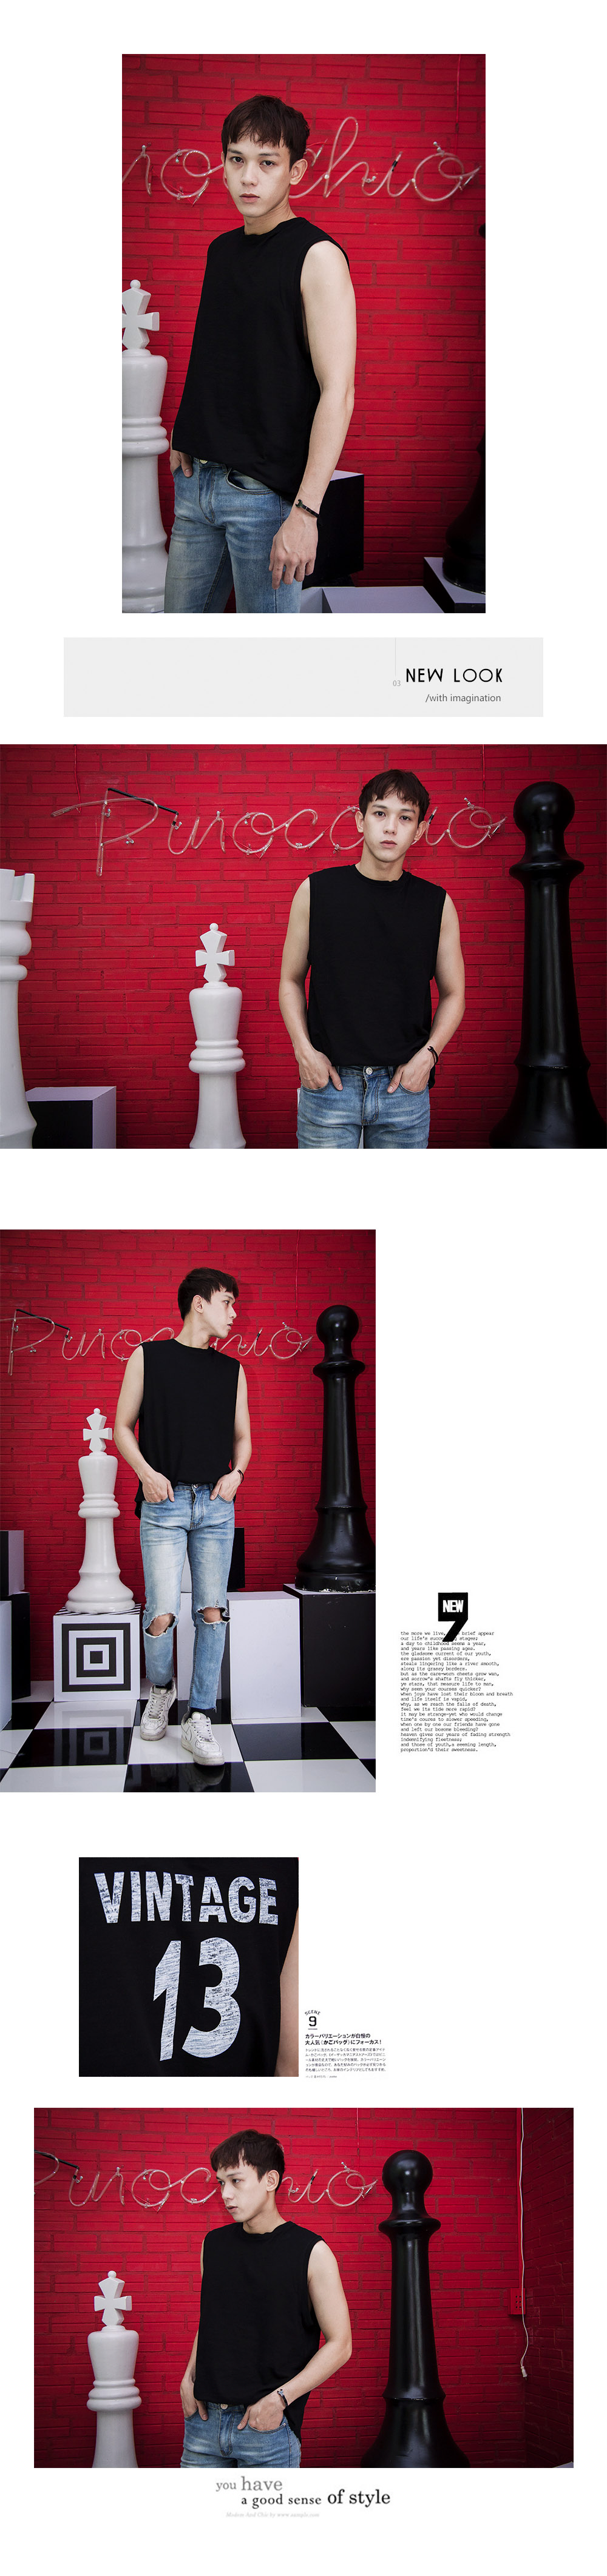 Pinocchio
03 NEW LOOK
/with imagination
Pinocchio
Pinocchio
NEW
the more we live, brief appear
our life's stages;
a day to childhood seems a year,
and years like passing ages.
the gladsome current of our youth,
ere passion yet disorders,
steals lingering like a river smooth,
along its grassy borders.
but as the care-worn cheeks grow wan,
and sorrow's shafts fly thicker,
ye stars, that measure life to man,
why seem your courses quicker?
when joys have lost their bloom and breath
and life itself is vapid,
why, as we reach the falls of death,
feel we its tide more rapid?
it may be strange-yet who would change
time's course to slower speeding,
when one by one our friends have gone
and left our bosoms bleeding?
heaven gives our years of fading strength
indemnifying fleetness;
and those of youth,a seeming length,
proportion'd their sweetness.
VINTAGE
13
SCENE
9
カラーバリエーションが自慢の
大人気〈かごバッグ〉にフォーカス！
Pinocchio
you have
a good sense of style